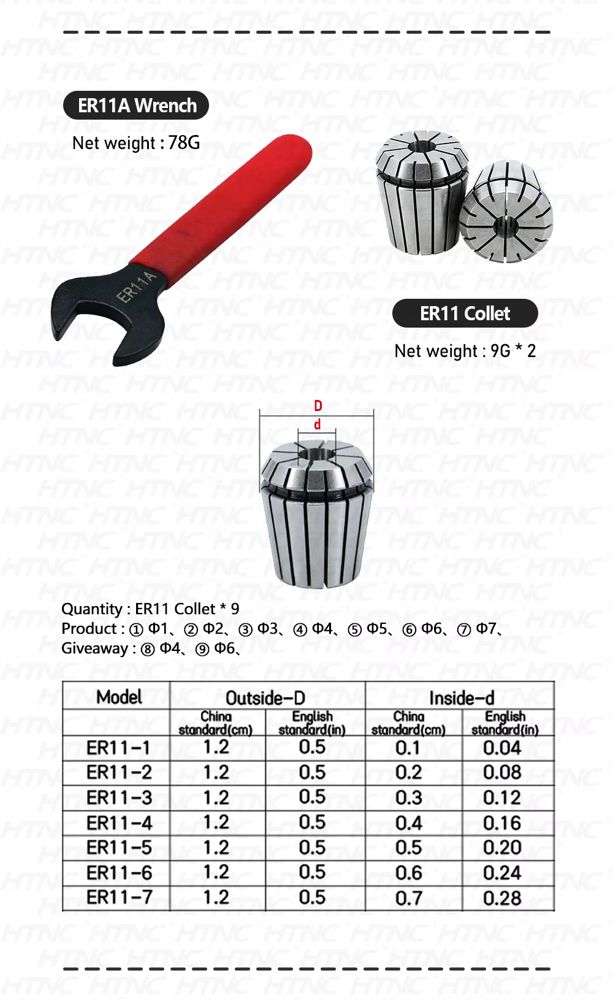 ER11A Wrench
Net weight : 78G
ER11A
ER11 Collet
Net weight : 9G * 2
D
d
Quantity : ER11 Collet * 9
Product : ① Φ1、 ② Φ2、 ③ Φ3、 ④ Φ4、 ⑤ Φ5、 ⑥ Φ6、 ⑦ Φ7、
Giveaway : ⑧ Φ4、 ⑨ Φ6、
Model Outside-D Inside-d
China standard(cm) English standard(in) China standard(cm) English standard(in)
ER11-1 1.2 0.5 0.1 0.04
ER11-2 1.2 0.5 0.2 0.08
ER11-3 1.2 0.5 0.3 0.12
ER11-4 1.2 0.5 0.4 0.16
ER11-5 1.2 0.5 0.5 0.20
ER11-6 1.2 0.5 0.6 0.24
ER11-7 1.2 0.5 0.7 0.28
HTNC